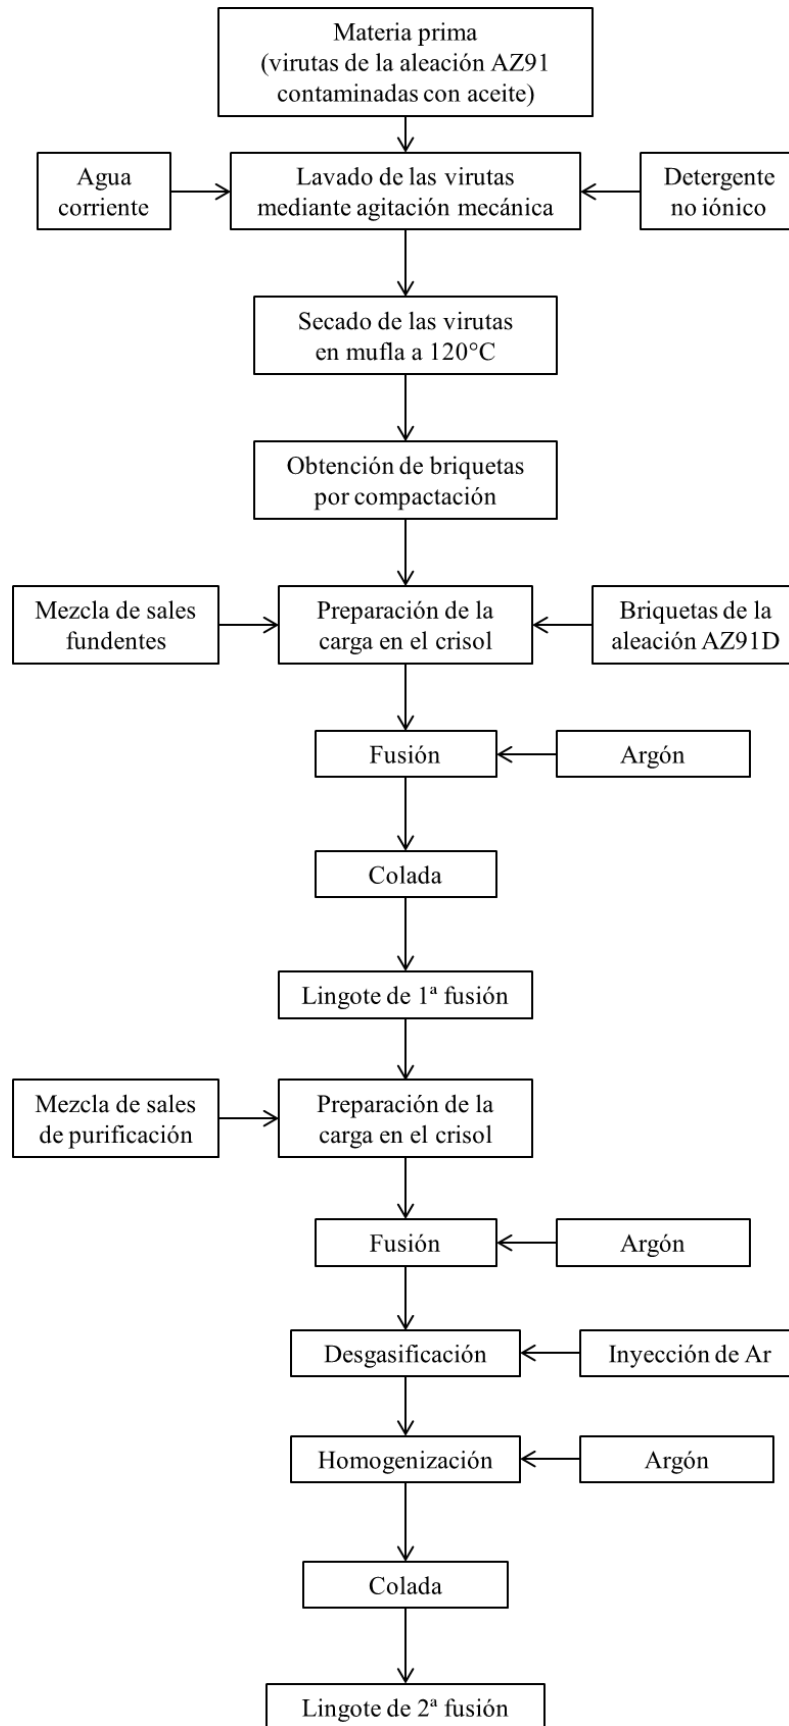 Materia prima
(virutas de la aleación AZ91
contaminadas con aceite)
Agua
corriente
Lavado de las virutas
mediante agitación mecánica
Detergente
no iónico
Secado de las virutas
en mufla a 120°C
Obtención de briquetas
por compactación
Mezcla de sales
fundentes
Preparación de la
carga en el crisol
Briquetas de la
aleación AZ91D
Fusión
Argón
Colada
Lingote de 1ª fusión
Mezcla de sales
de purificación
Preparación de la
carga en el crisol
Fusión
Argón
Desgasificación
Inyección de Ar
Homogenización
Argón
Colada
Lingote de 2ª fusión